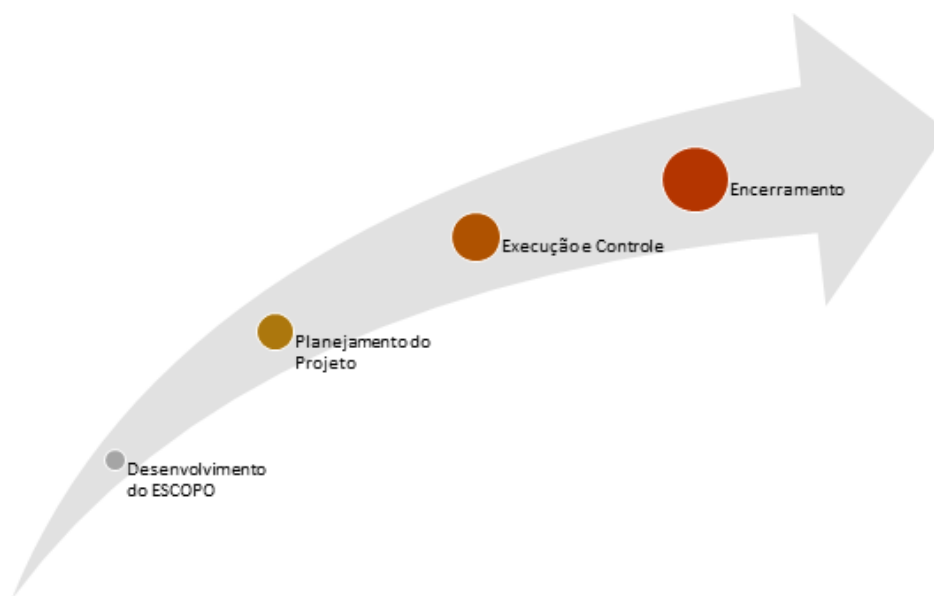 Encerramento
Execução e Controle
Planejamento do
Projeto
Desenvolvimento
do ESCOPO